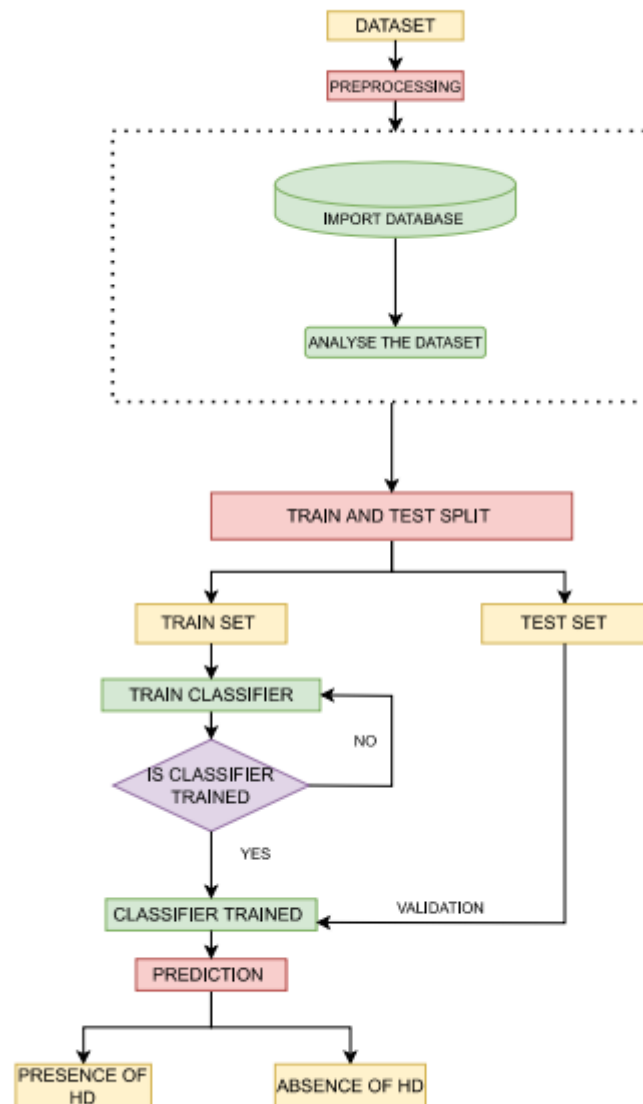 DATASET
PREPROCESSING
IMPORT DATABASE
ANALYSE THE DATASET
TRAIN AND TEST SPLIT
TRAIN SET
TEST SET
TRAIN CLASSIFIER
NO
IS CLASSIFIER
TRAINED
YES
CLASSIFIER TRAINED
VALIDATION
PREDICTION
PRESENCE OF
HD
ABSENCE OF HD